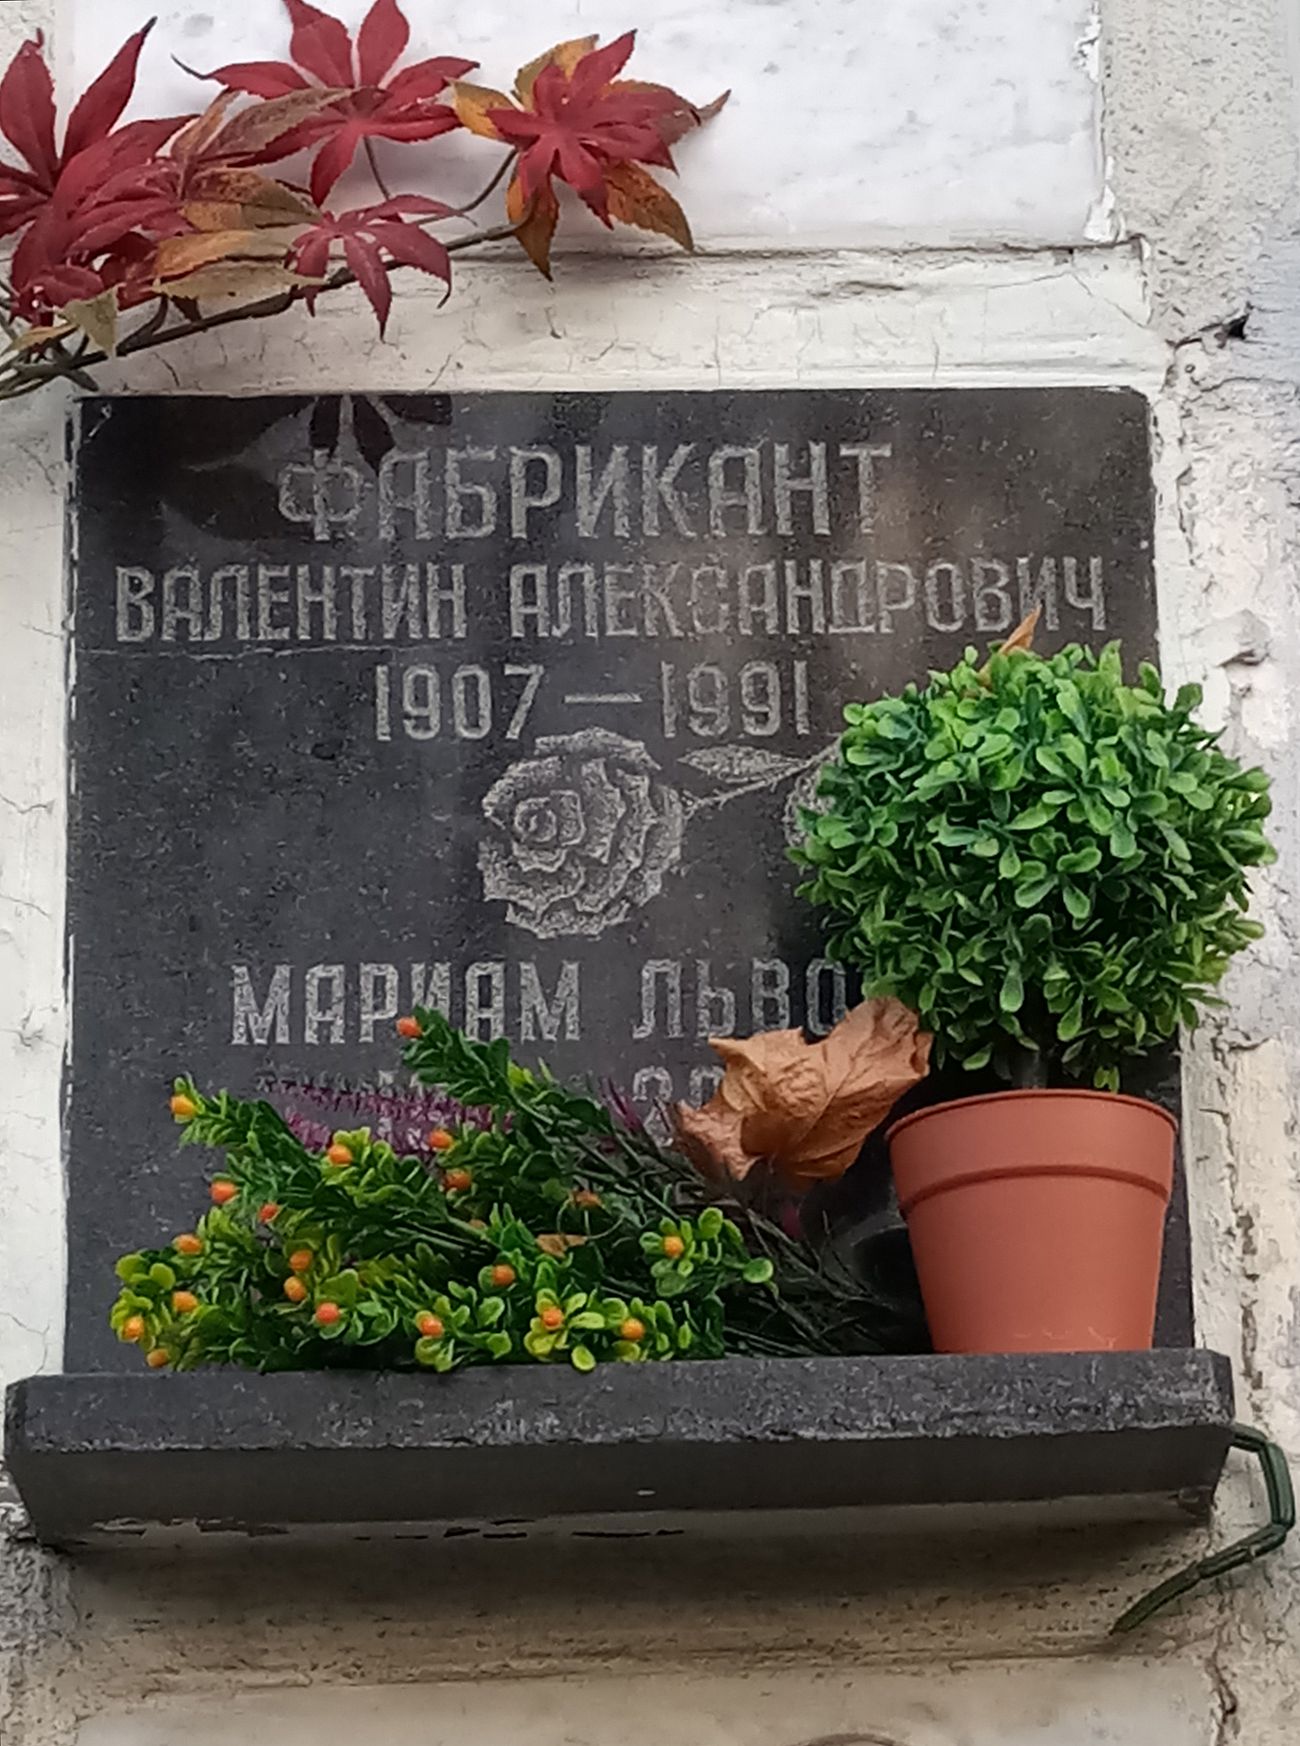 ФАБРИКАНТ
ВАЛЕНТИН АЛЕКСАНДРОВИЧ
1907 — 1991
МАРИАМ